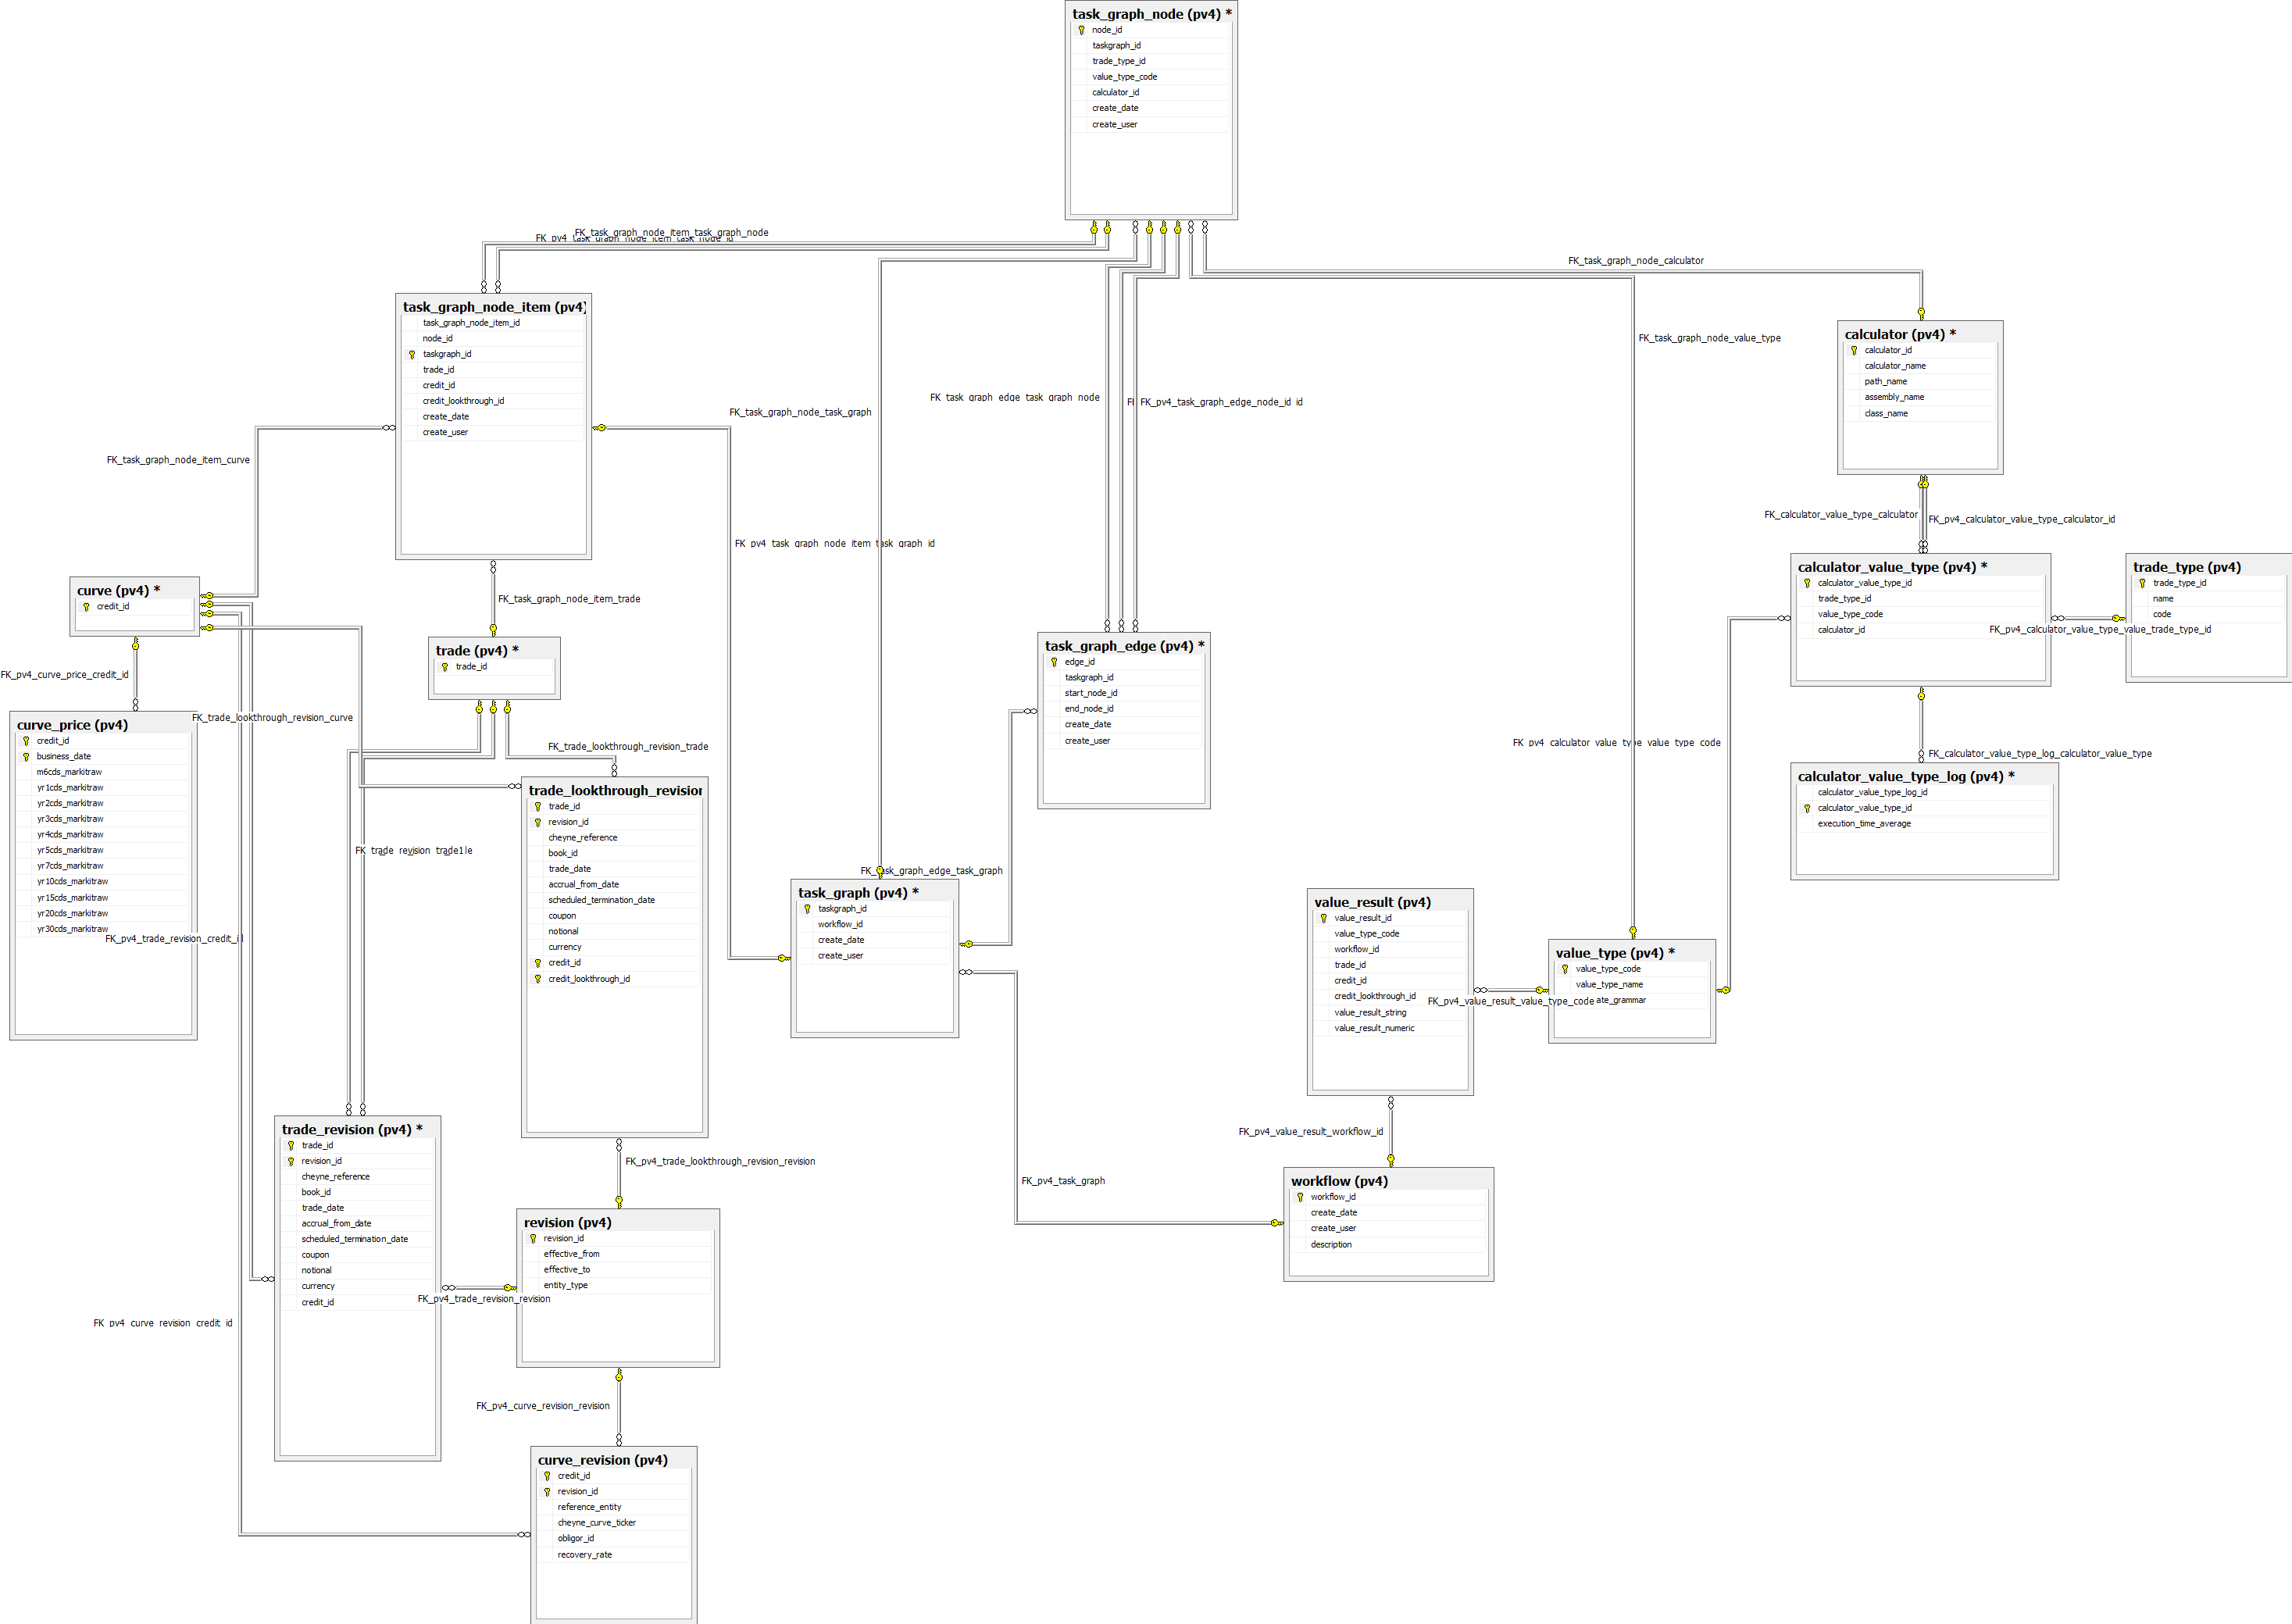 task_graph_node (pv4) *
node_id
taskgraph_id
trade_type_id
value_type_code
calculator_id
create_date
create_user
FK_task_graph_node_item_task_graph_node
FK_pv4_task_graph_node_item_task_node_id
FK_task_graph_node_calculator
task_graph_node_item (pv4)
task_graph_node_item_id
node_id
taskgraph_id
trade_id
credit_id
credit_lookthrough_id
create_date
create_user
calculator (pv4) *
calculator_id
calculator_name
path_name
assembly_name
class_name
FK_task_graph_node_value_type
FK_task_graph_edge_task_graph_node
FK_pv4_task_graph_edge_node_id_id
FK_task_graph_node_task_graph
FK_task_graph_node_item_curve
FK_calculator_value_type_calculator
FK_pv4_calculator_value_type_calculator_id
FK_pv4_task_graph_node_item_task_graph_id
calculator_value_type (pv4) *
calculator_value_type_id
trade_type_id
value_type_code
calculator_id
trade_type (pv4)
trade_type_id
name
code
FK_pv4_calculator_value_type_value_trade_type_id
curve (pv4) *
credit_id
FK_task_graph_node_item_trade
trade (pv4) *
trade_id
task_graph_edge (pv4) *
edge_id
taskgraph_id
start_node_id
end_node_id
create_date
create_user
FK_pv4_curve_price_credit_id
FK_trade_lookthrough_revision_curve
curve_price (pv4)
credit_id
business_date
m6cds_markitraw
yr1cds_markitraw
yr2cds_markitraw
yr3cds_markitraw
yr4cds_markitraw
yr5cds_markitraw
yr7cds_markitraw
yr10cds_markitraw
yr15cds_markitraw
yr20cds_markitraw
yr30cds_markitraw
FK_trade_lookthrough_revision_trade
FK_pv4_calculator_value_type_value_type_code
FK_calculator_value_type_log_calculator_value_type
calculator_value_type_log (pv4) *
calculator_value_type_log_id
calculator_value_type_id
execution_time_average
trade_lookthrough_revision
trade_id
revision_id
cheyne_reference
book_id
trade_date
accrual_from_date
scheduled_termination_date
coupon
notional
currency
credit_id
credit_lookthrough_id
FK_trade_revision_trade1le
FK_task_graph_edge_task_graph
task_graph (pv4) *
taskgraph_id
workflow_id
create_date
create_user
value_result (pv4)
value_result_id
value_type_code
workflow_id
trade_id
credit_id
credit_lookthrough_id
value_result_string
value_result_numeric
value_type (pv4) *
value_type_code
value_type_name
ate_grammar
FK_pv4_value_result_value_type_code
FK_pv4_trade_revision_credit_id
trade_revision (pv4) *
trade_id
revision_id
cheyne_reference
book_id
trade_date
accrual_from_date
scheduled_termination_date
coupon
notional
currency
credit_id
FK_pv4_value_result_workflow_id
FK_pv4_trade_lookthrough_revision_revision
FK_pv4_task_graph
workflow (pv4)
workflow_id
create_date
create_user
description
revision (pv4)
revision_id
effective_from
effective_to
entity_type
FK_pv4_trade_revision_revision
FK_pv4_curve_revision_credit_id
FK_pv4_curve_revision_revision
curve_revision (pv4)
credit_id
revision_id
reference_entity
cheyne_curve_ticker
obligor_id
recovery_rate